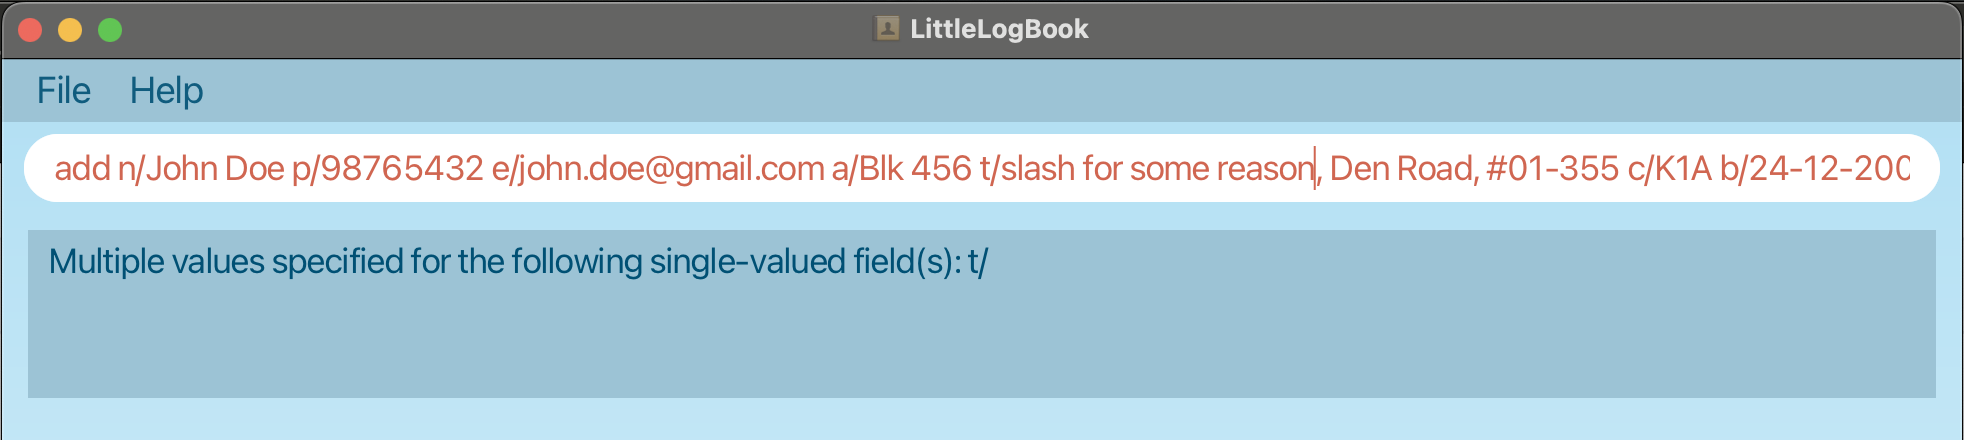 LittleLogBook
File Help
add n/John Doe p/98765432 e/john.doe@gmail.com a/Blk 456 t/slash for some reason, Den Road, #01-355 c/K1A b/24-12-200
Multiple values specified for the following single-valued field(s): t/